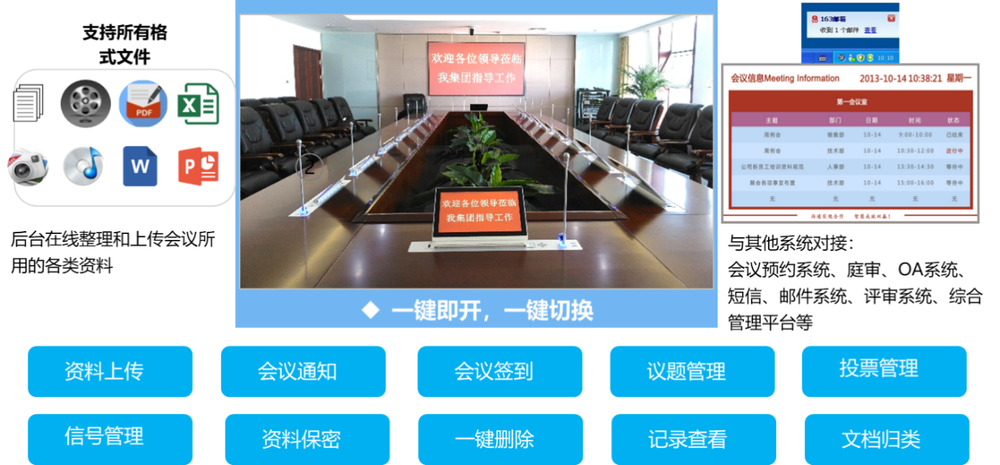 支持所有格
式文件
PDF
X
W
P
后台在线整理和上传会议所
用的各类资料
欢迎各位领导莅临
我集团指导工作
2
欢迎各位领导莅临
我集团指导工作
◆ 一键即开，一键切换
163邮箱
收到 1 个邮件 查看
10:10
会议信息Meeting Information 2013-10-14 10:38:21 星期一
第一会议室
主题 部门 日期 时间 状态
周例会 销售部 10-14 9:00-10:00 已结束
周例会 技术部 10-14 10:30-12:00 进行中
公司新员工培训资料规范 人事部 10-14 13:30-14:30 等待中
展会各项事宜布置 技术部 10-14 15:00-16:00 等待中
无 无 无 无 无
沟通实现合作 智慧成就双赢！
与其他系统对接：
会议预约系统、庭审、OA系统、
短信、邮件系统、评审系统、综合
管理平台等
资料上传 会议通知 会议签到 议题管理 投票管理
信号管理 资料保密 一键删除 记录查看 文档归类